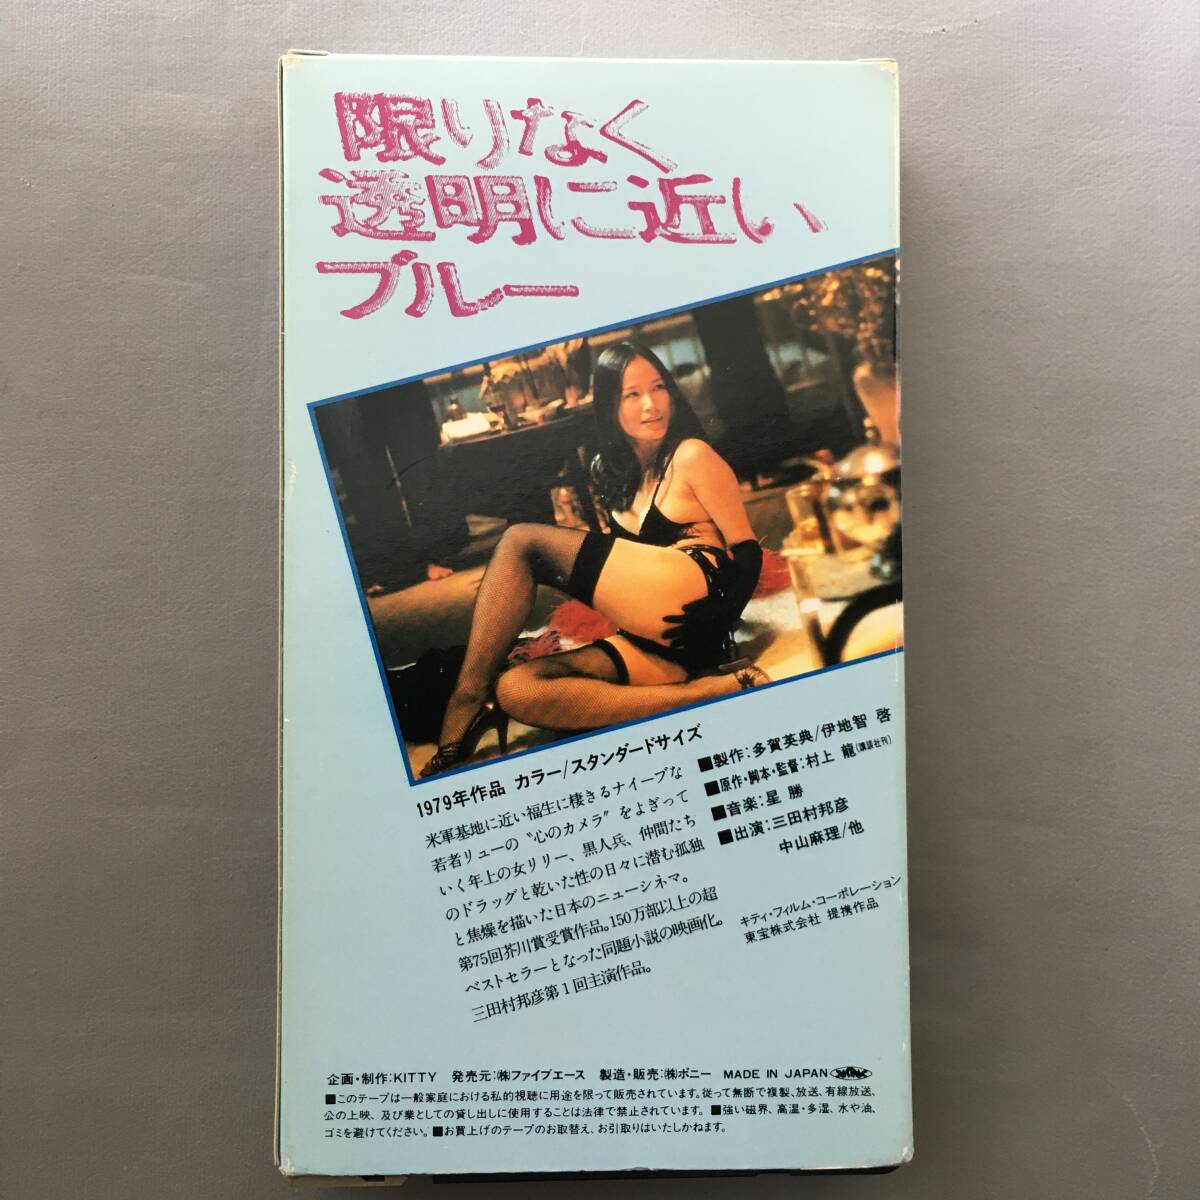 限りなく
透明に近い
ブルー
1979年作品 カラー/スタンダードサイズ
米軍基地に近い福生に棲きるナイーブな
若者リューの〝心のカメラ〟をよぎって
いく年上の女リリー、黒人兵、仲間たち
のドラッグと乾いた性の日々に潜む孤独
と焦燥を描いた日本のニューシネマ。
第75回芥川賞受賞作品。150万部以上の超
ベストセラーとなった同題小説の映画化。
三田村邦彦第1回主演作品。
■製作:多賀英典/伊地智 啓
■原作・脚本・監督:村上 龍(講談社刊)
■音楽:星 勝
■出演:三田村邦彦
中山麻理/他
キティ・フィルム・コーポレーション
東宝株式会社 提携作品
企画・制作:KITTY 発売元:㈱ファイブエース 製造・販売:㈱ポニー MADE IN JAPAN
■このテープは一般家庭における私的視聴に用途を限って販売されています。従って無断で複製、放送、有線放送、
公の上映、及び業としての貸し出しに使用することは法律で禁止されています。■強い磁界、高温・多湿、水や油、
ゴミを避けてください。■お買上げのテープのお取替え、お引取りはいたしかねます。